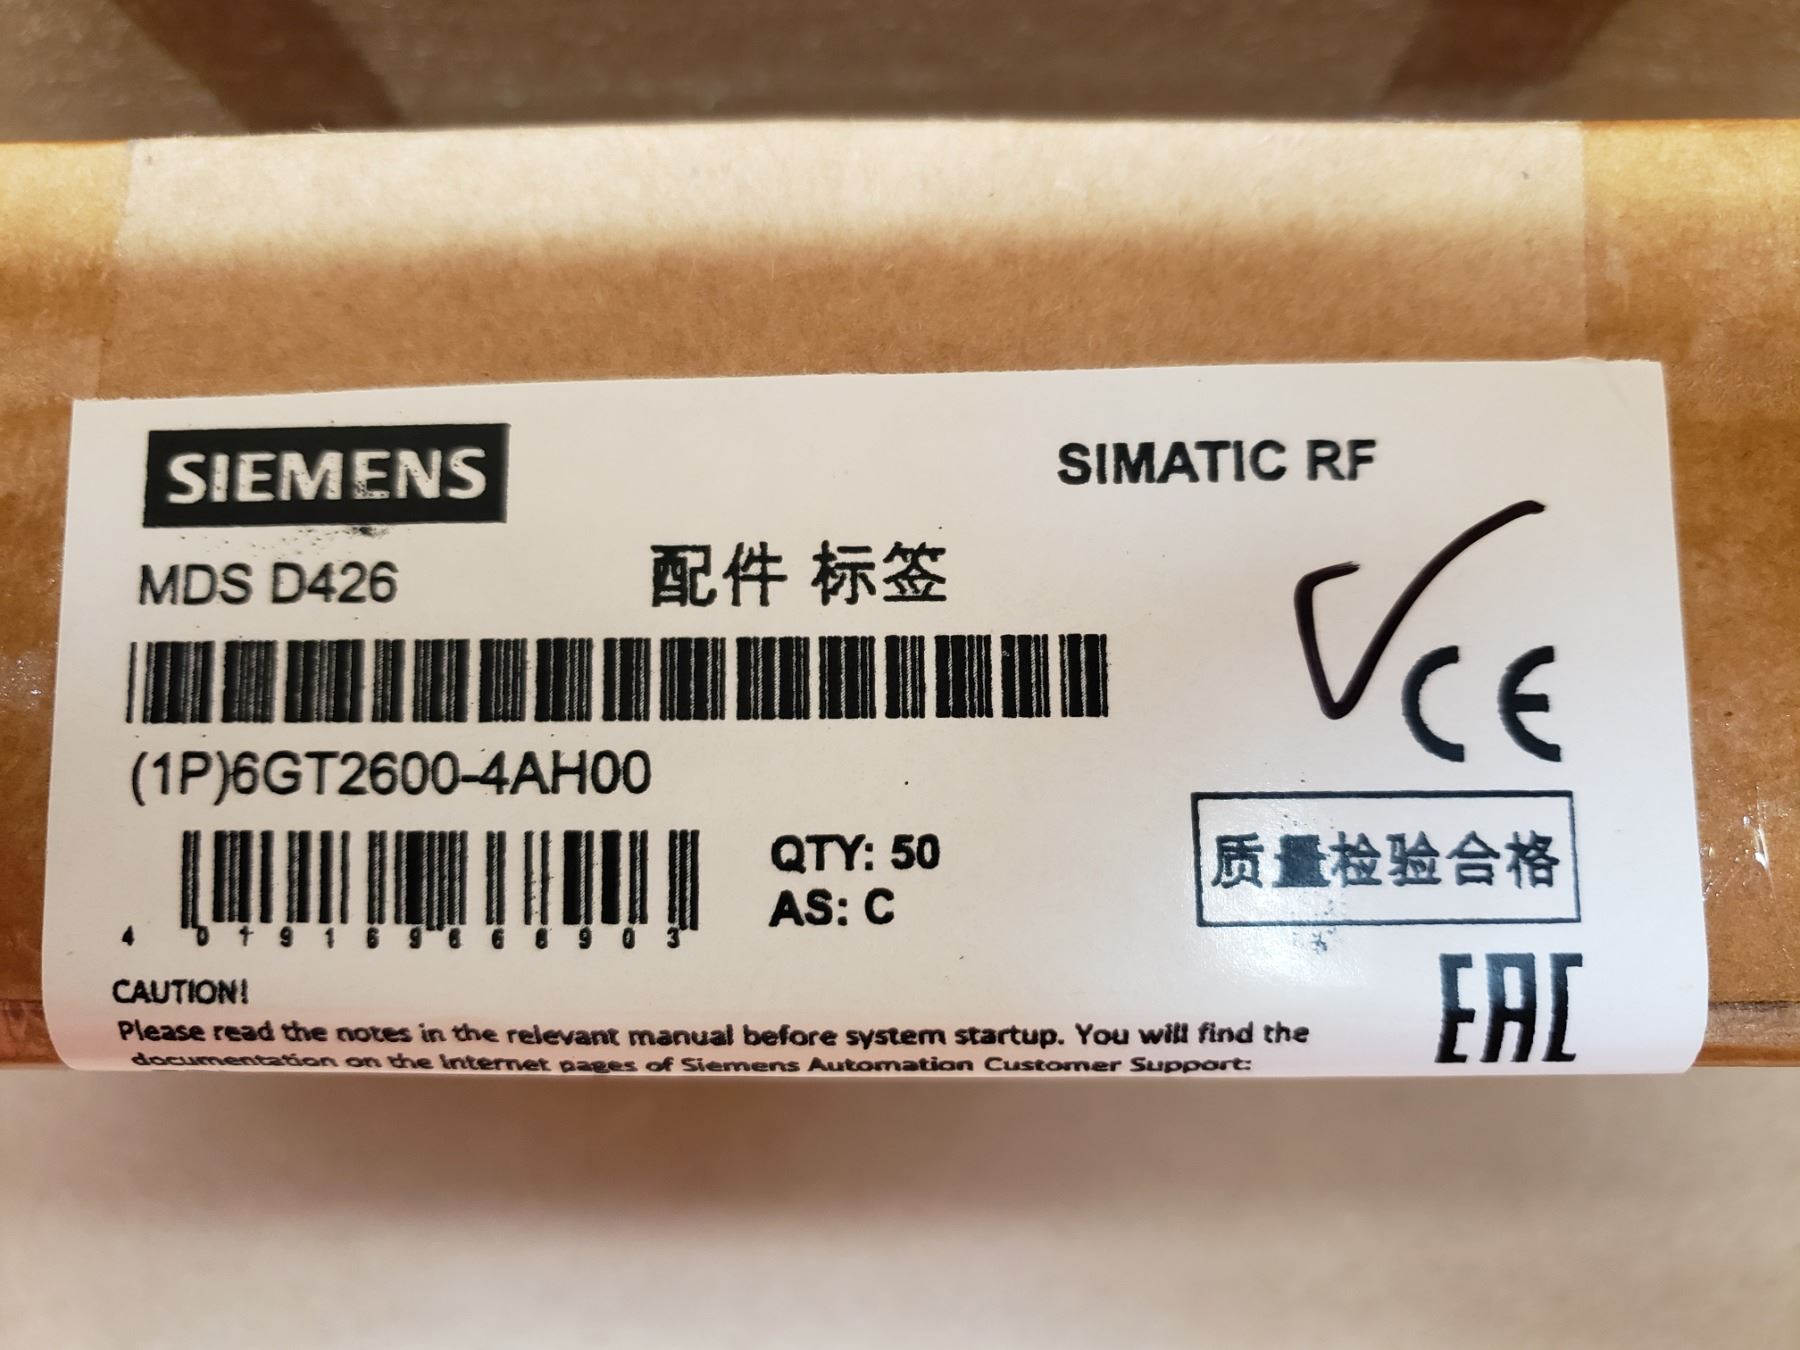 SIEMENS
SIMATIC RF
MDS D426
配件 标签
(1P)6GT2600-4AH00
QTY: 50
AS: C
4 019169 668903
CE
质量检验合格
EAC
CAUTION!
Please read the notes in the relevant manual before system startup. You will find the
documentation on the internet pages of Siemens Automation Customer Support: